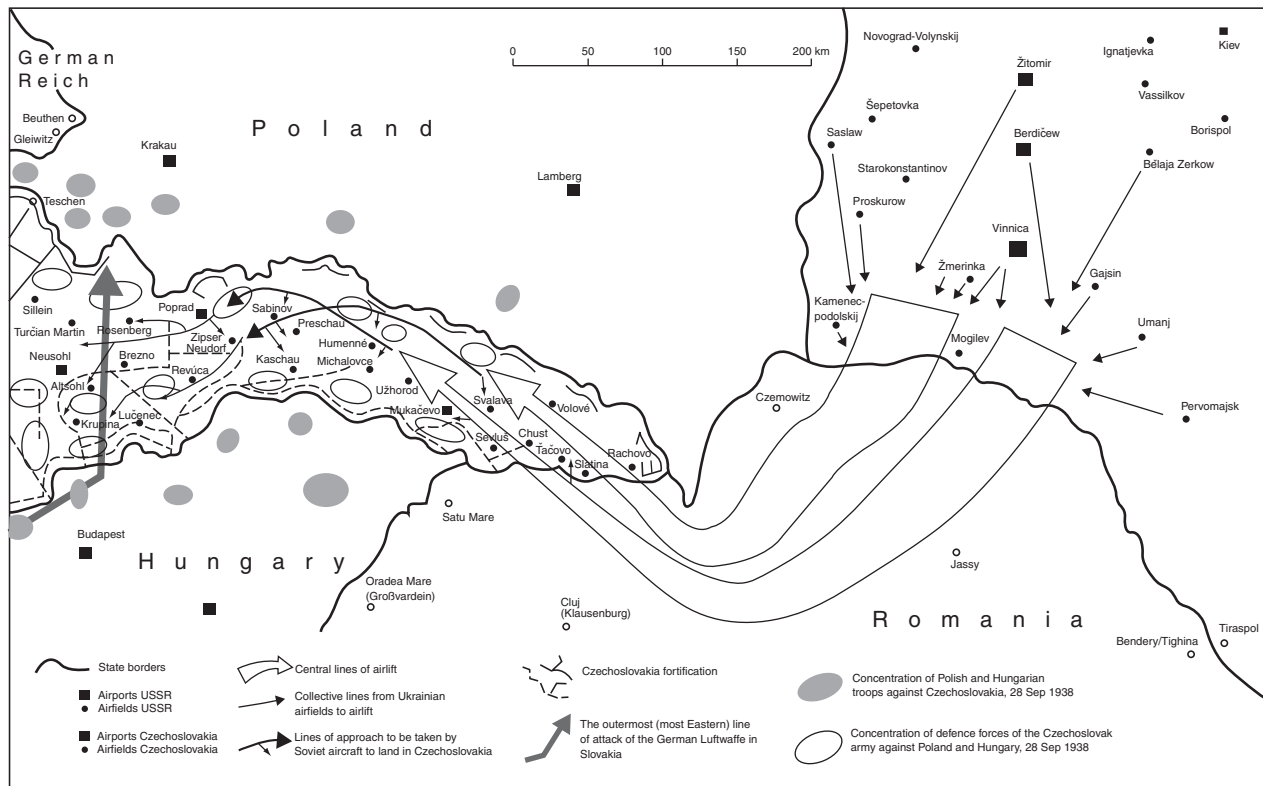 German
Reich
Beuthen
Gleiwitz
Teschen
Krakau
P o l a n d
Lamberg
0 50 100 150 200 km
Novograd-Volynskij
Ignatjevka
Kiev
Žitomir
Vassilkov
Šepetovka
Saslaw
Berdičew
Borispol
Starokonstantinov
Belaja Zerkow
Proskurow
Vinnica
Žmerinka
Gajsin
Kamenec-
podolskij
Mogilev
Umanj
Pervomajsk
Czernowitz
Sillein
Turčian Martin
Rosenberg
Poprad
Sabinov
Preschau
Zipser
Neudorf
Humenné
Michalovce
Kaschau
Neusohl
Brezno
Revúca
Altsohl
Užhorod
Mukačevo
Svalava
Volové
Krupina
Lučenec
Sevluš
Chust
Tačovo
Slatina
Rachovo
Satu Mare
Budapest
H u n g a r y
Oradea Mare
(Großvardein)
Cluj
(Klausenburg)
Jassy
R o m a n i a
Bendery/Tighina
Tiraspol
State borders
Airports USSR
Airfields USSR
Airports Czechoslovakia
Airfields Czechoslovakia
Central lines of airlift
Collective lines from Ukrainian
airfields to airlift
Lines of approach to be taken by
Soviet aircraft to land in Czechoslovakia
Czechoslovakia fortification
The outermost (most Eastern) line
of attack of the German Luftwaffe in
Slovakia
Concentration of Polish and Hungarian
troops against Czechoslovakia, 28 Sep 1938
Concentration of defence forces of the Czechoslovak
army against Poland and Hungary, 28 Sep 1938